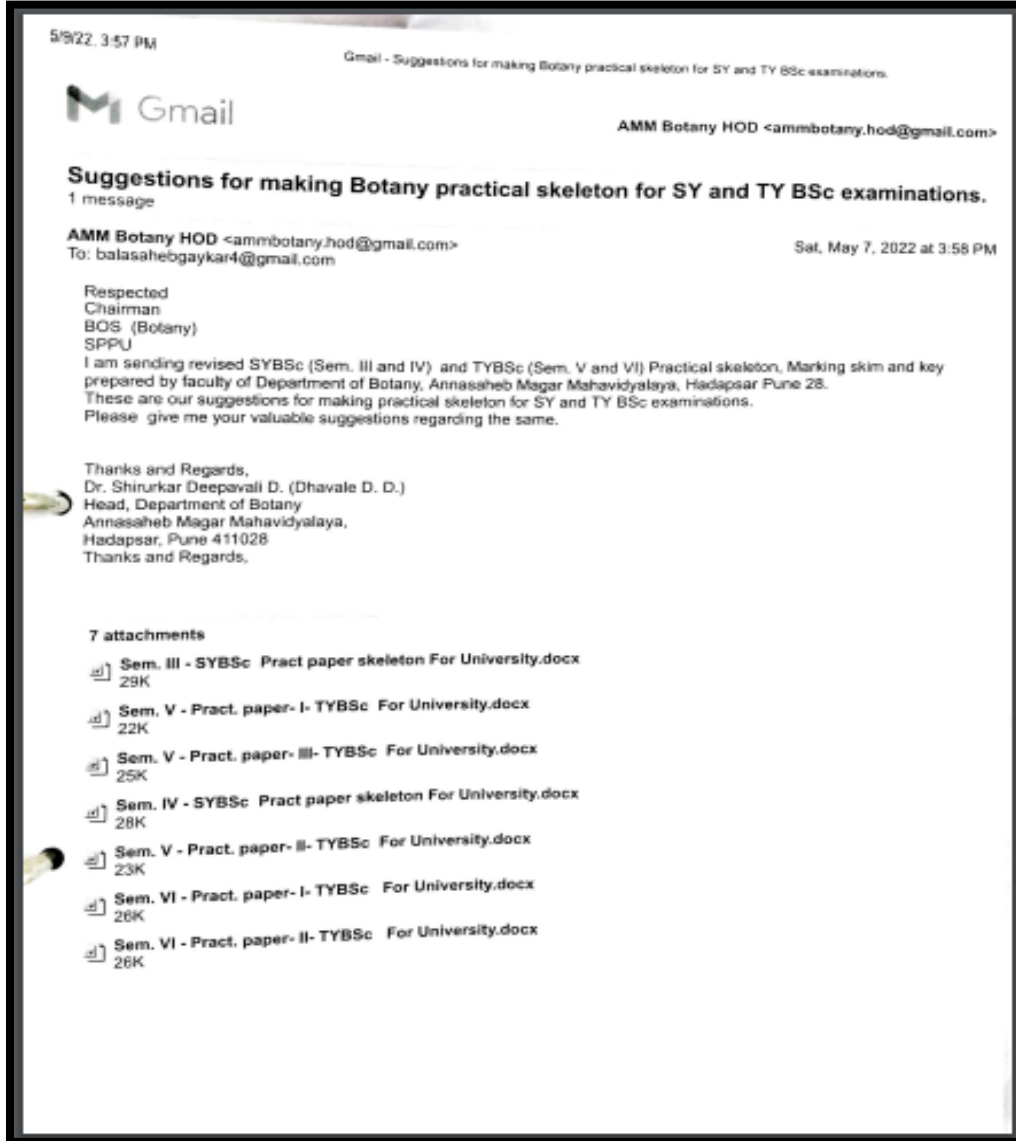 5/9/22, 3:57 PM
Gmail - Suggestions for making Botany practical skeleton for SY and TY BSc examinations.
Gmail
AMM Botany HOD <ammbotany.hod@gmail.com>
Suggestions for making Botany practical skeleton for SY and TY BSc examinations.
1 message
AMM Botany HOD <ammbotany.hod@gmail.com>
Sat, May 7, 2022 at 3:58 PM
To: balasahebgaykar4@gmail.com
Respected
Chairman
BOS (Botany)
SPPU
I am sending revised SYBSc (Sem. III and IV) and TYBSc (Sem. V and VI) Practical skeleton, Marking skim and key
prepared by faculty of Department of Botany, Annasaheb Magar Mahavidyalaya, Hadapsar Pune 28.
These are our suggestions for making practical skeleton for SY and TY BSc examinations.
Please give me your valuable suggestions regarding the same.
Thanks and Regards,
Dr. Shirurkar Deepavali D. (Dhavale D. D.)
Head, Department of Botany
Annasaheb Magar Mahavidyalaya,
Hadapsar, Pune 411028
Thanks and Regards,
7 attachments
Sem. III - SYBSc Pract paper skeleton For University.docx
29K
Sem. V - Pract. paper- I- TYBSc For University.docx
22K
Sem. V - Pract. paper- III- TYBSc For University.docx
25K
Sem. IV - SYBSc Pract paper skeleton For University.docx
28K
Sem. V - Pract. paper- II- TYBSc For University.docx
23K
Sem. VI - Pract. paper- I- TYBSc For University.docx
26K
Sem. VI - Pract. paper- II- TYBSc For University.docx
26K